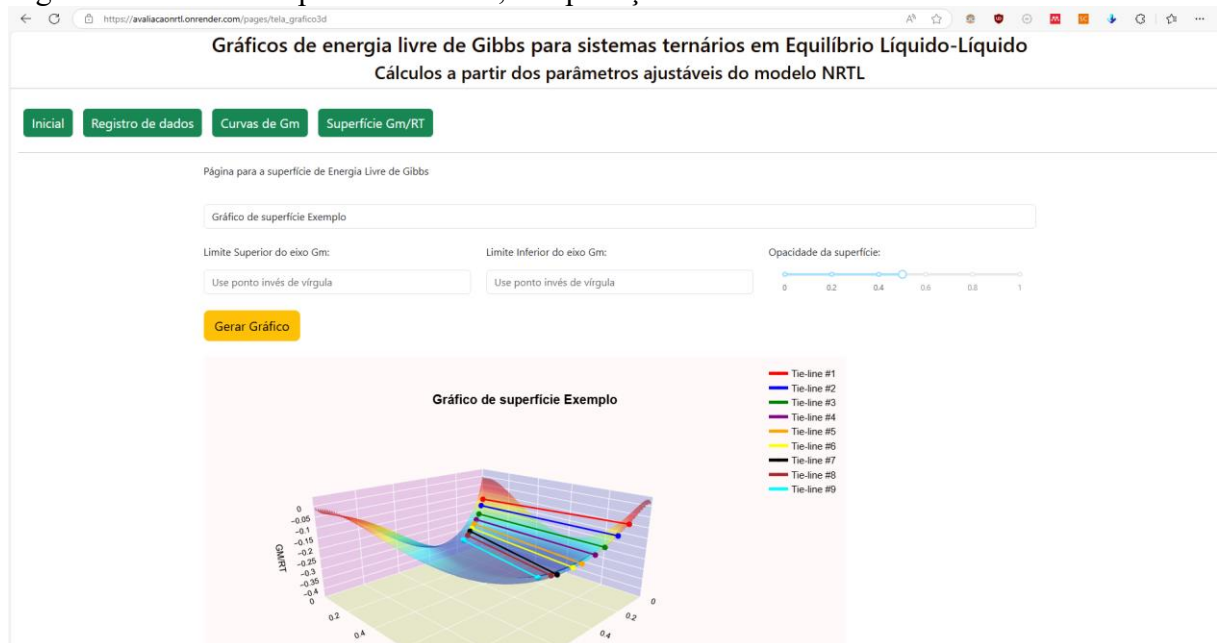 https://avaliacaonrtl.onrender.com/pages/tela_grafico3d
Gráficos de energia livre de Gibbs para sistemas ternários em Equilíbrio Líquido-Líquido
Cálculos a partir dos parâmetros ajustáveis do modelo NRTL
Inicial Registro de dados Curvas de Gm Superfície Gm/RT
Página para a superfície de Energia Livre de Gibbs
Gráfico de superfície Exemplo
Limite Superior do eixo Gm: Limite Inferior do eixo Gm: Opacidade da superfície:
Use ponto invés de vírgula Use ponto invés de vírgula
0 0.2 0.4 0.6 0.8 1
Gerar Gráfico
Gráfico de superfície Exemplo
Tie-line #1
Tie-line #2
Tie-line #3
Tie-line #4
Tie-line #5
Tie-line #6
Tie-line #7
Tie-line #8
Tie-line #9
GM/RT
0
−0.05
−0.1
−0.15
−0.2
−0.25
−0.3
−0.35
−0.4
0 0
0.2 0.2
0.4 0.4